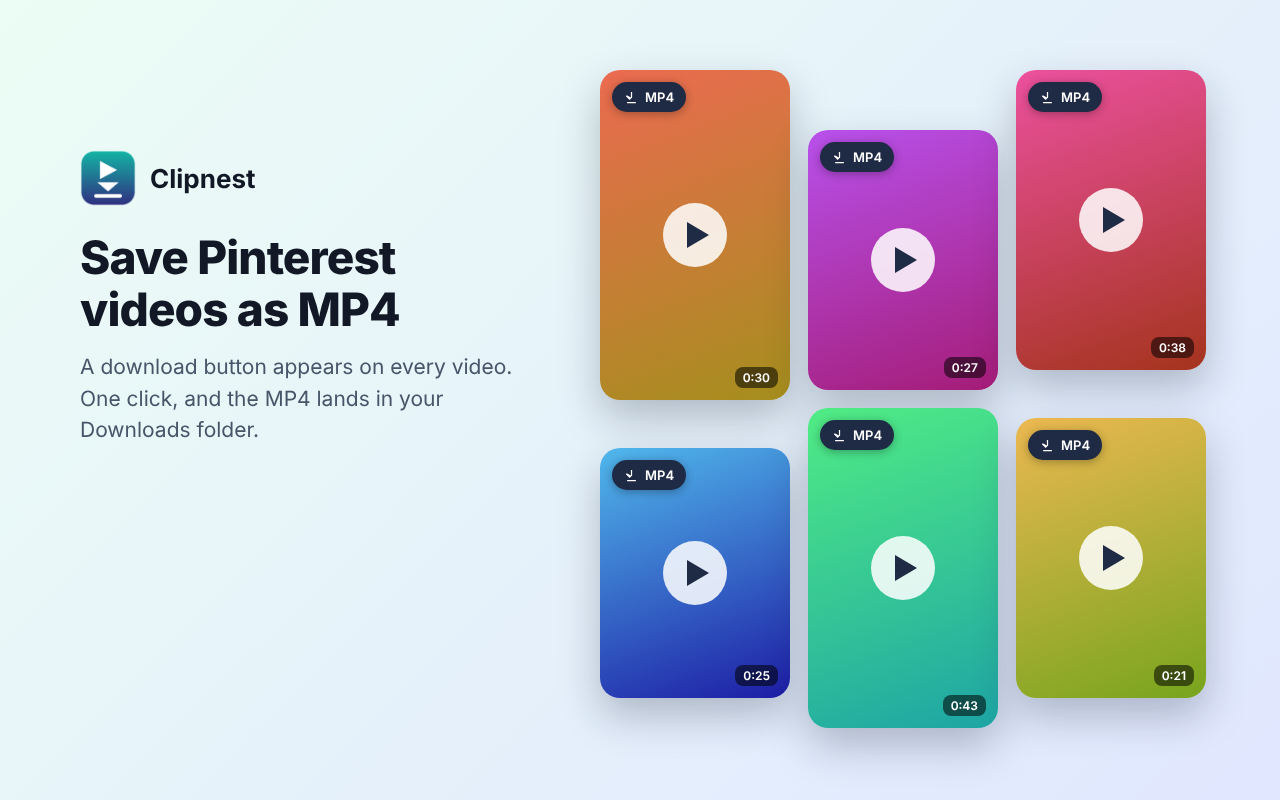 Clipnest
Save Pinterest
videos as MP4
A download button appears on every video.
One click, and the MP4 lands in your
Downloads folder.
MP4
0:30
MP4
0:27
MP4
0:38
MP4
0:25
MP4
0:43
MP4
0:21